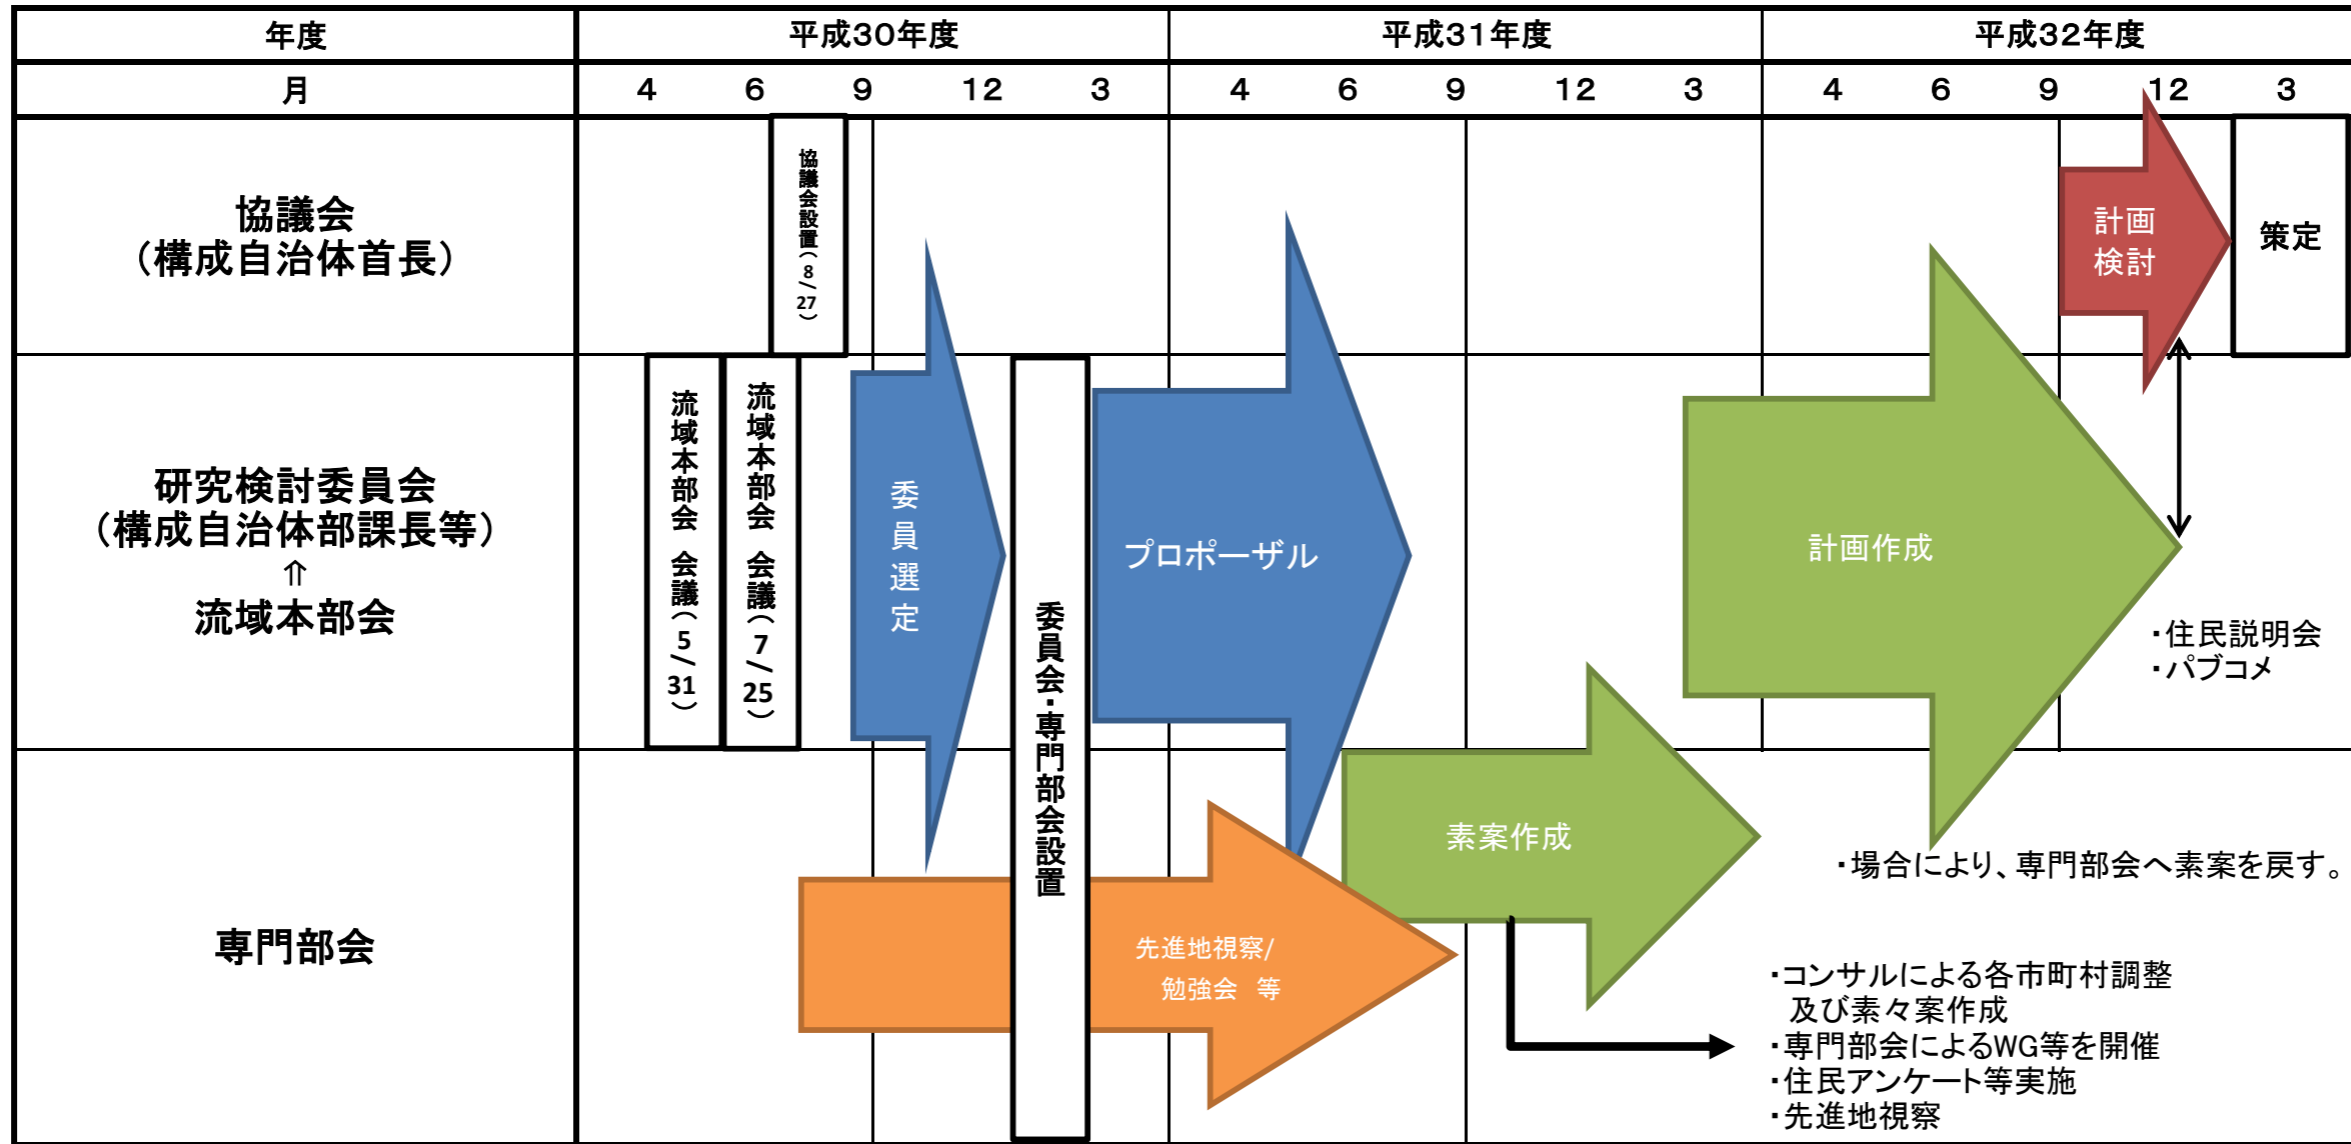 年度
平成30年度
平成31年度
平成32年度
月
4 6 9 12 3
4 6 9 12 3
4 6 9 12 3
協議会
（構成自治体首長）
協議会設置（8/27）
計画
検討
策定
研究検討委員会
（構成自治体部課長等）
⇑
流域本部会
流域本部会 会議（5/31）
流域本部会 会議（7/25）
委員選定
委員会・専門部会設置
プロポーザル
計画作成
・住民説明会
・パブコメ
専門部会
先進地視察/
勉強会 等
素案作成
・場合により、専門部会へ素案を戻す。
・コンサルによる各市町村調整
及び素々案作成
・専門部会によるWG等を開催
・住民アンケート等実施
・先進地視察